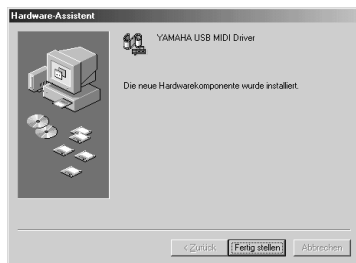 Hardware-Assistent
YAMAHA USB MIDI Driver
Die neue Hardwarekomponente wurde installiert.
< Zurück
Fertig stellen
Abbrechen